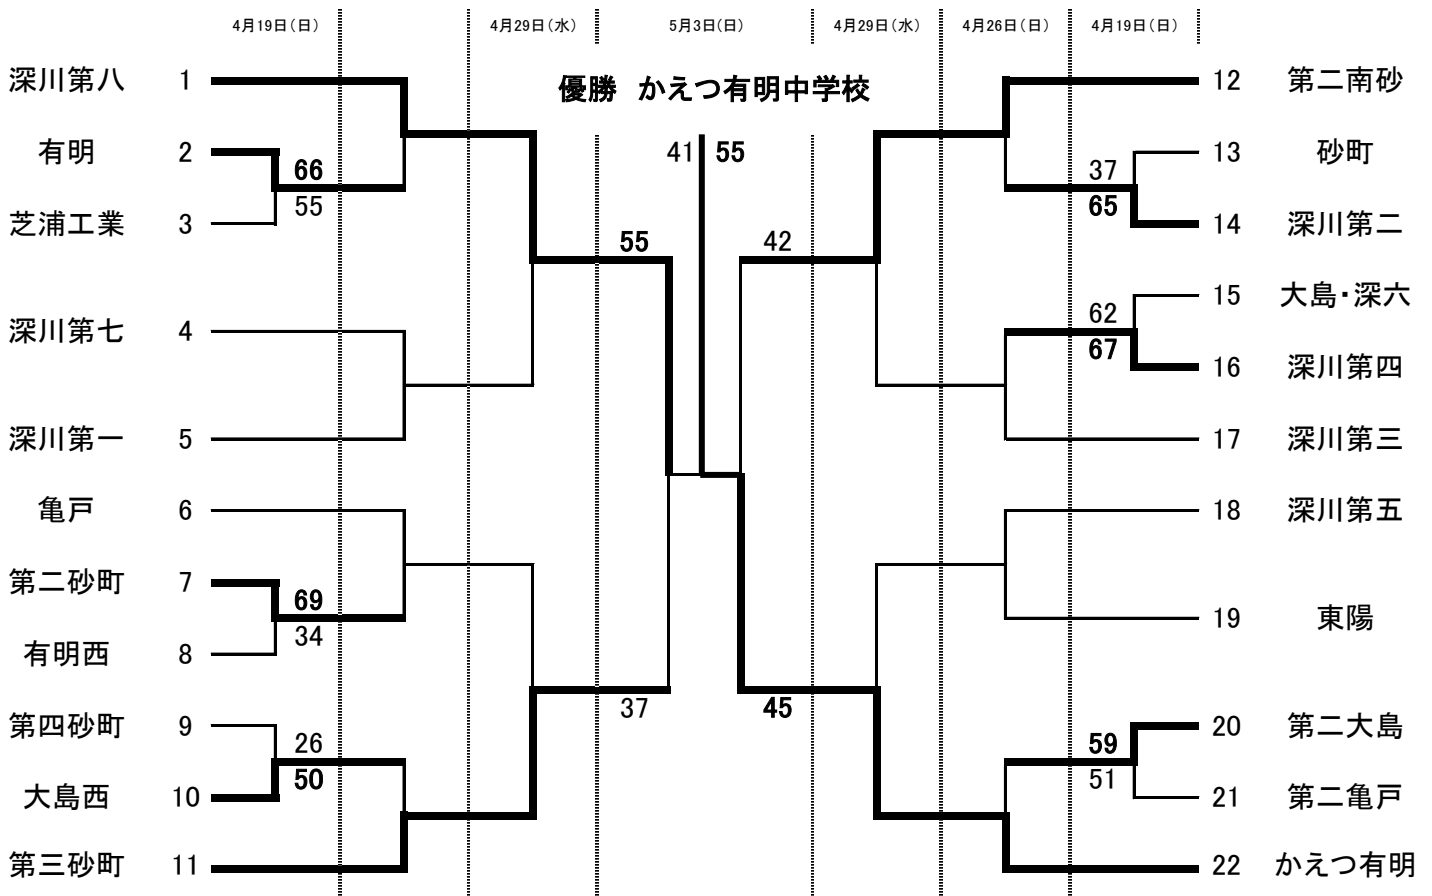 4月19日(日) 4月29日(水) 5月3日(日) 4月29日(水) 4月26日(日) 4月19日(日)
優勝 かえつ有明中学校
深川第八 1
有明 2
66
55
芝浦工業 3
深川第七 4
深川第一 5
亀戸 6
第二砂町 7
69
34
有明西 8
第四砂町 9
26
50
大島西 10
第三砂町 11
55
37
41 55
42
45
12 第二南砂
13 砂町
37
65
14 深川第二
15 大島・深六
62
67
16 深川第四
17 深川第三
18 深川第五
19 東陽
20 第二大島
59
51
21 第二亀戸
22 かえつ有明